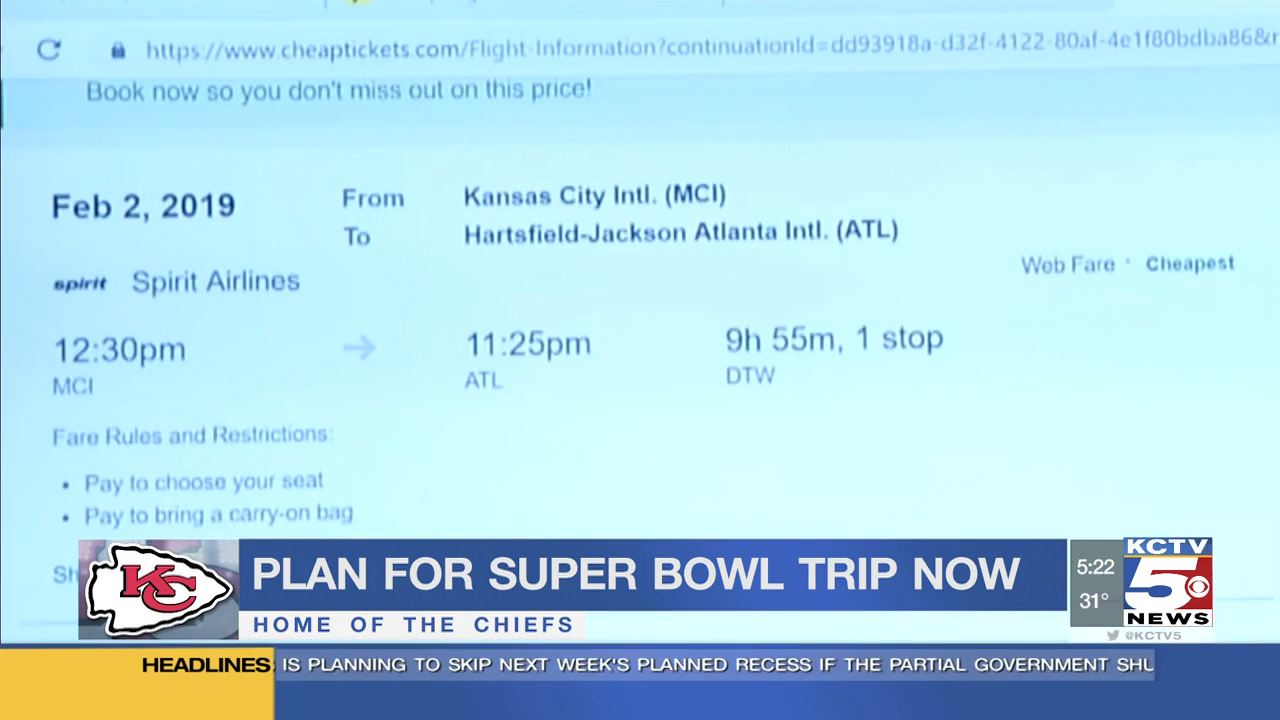 https://www.cheaptickets.com/Flight-Information?continuationId=dd93918a-d32f-4122-80af-4e1f80bdba86&r
Book now so you don't miss out on this price!
Feb 2, 2019
From Kansas City Intl. (MCI)
To Hartsfield-Jackson Atlanta Intl. (ATL)
Web Fare · Cheapest
spirit Spirit Airlines
12:30pm → 11:25pm 9h 55m, 1 stop
MCI ATL DTW
Fare Rules and Restrictions:
• Pay to choose your seat
• Pay to bring a carry-on bag
Sh
KC
PLAN FOR SUPER BOWL TRIP NOW
HOME OF THE CHIEFS
5:22
31°
KCTV
5
NEWS
@KCTV5
HEADLINES: IS PLANNING TO SKIP NEXT WEEK'S PLANNED RECESS IF THE PARTIAL GOVERNMENT SHU